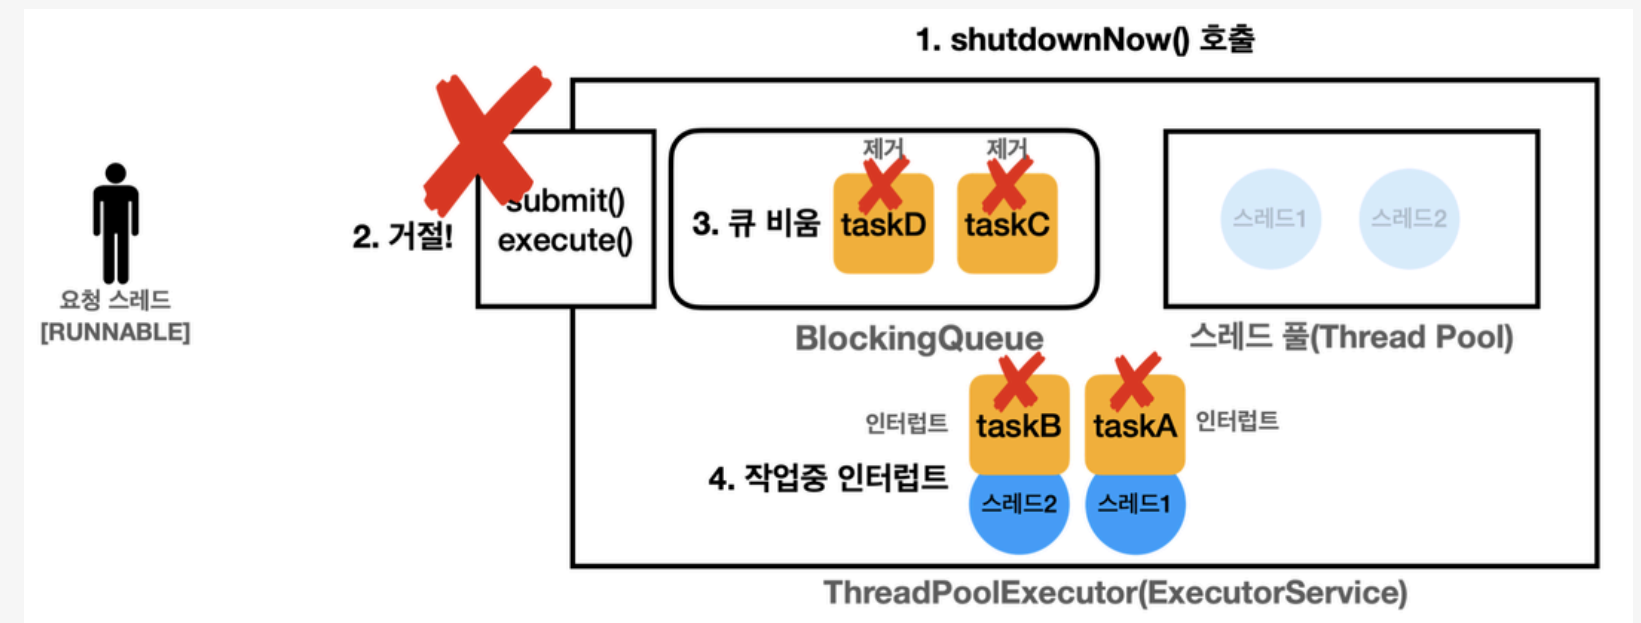 1. shutdownNow() 호출
제거
제거
submit()
execute()
2. 거절!
3. 큐 비움
taskD
taskC
스레드1
스레드2
요청 스레드
[RUNNABLE]
BlockingQueue
스레드 풀(Thread Pool)
인터럽트
taskB
taskA
인터럽트
4. 작업중 인터럽트
스레드2
스레드1
ThreadPoolExecutor(ExecutorService)